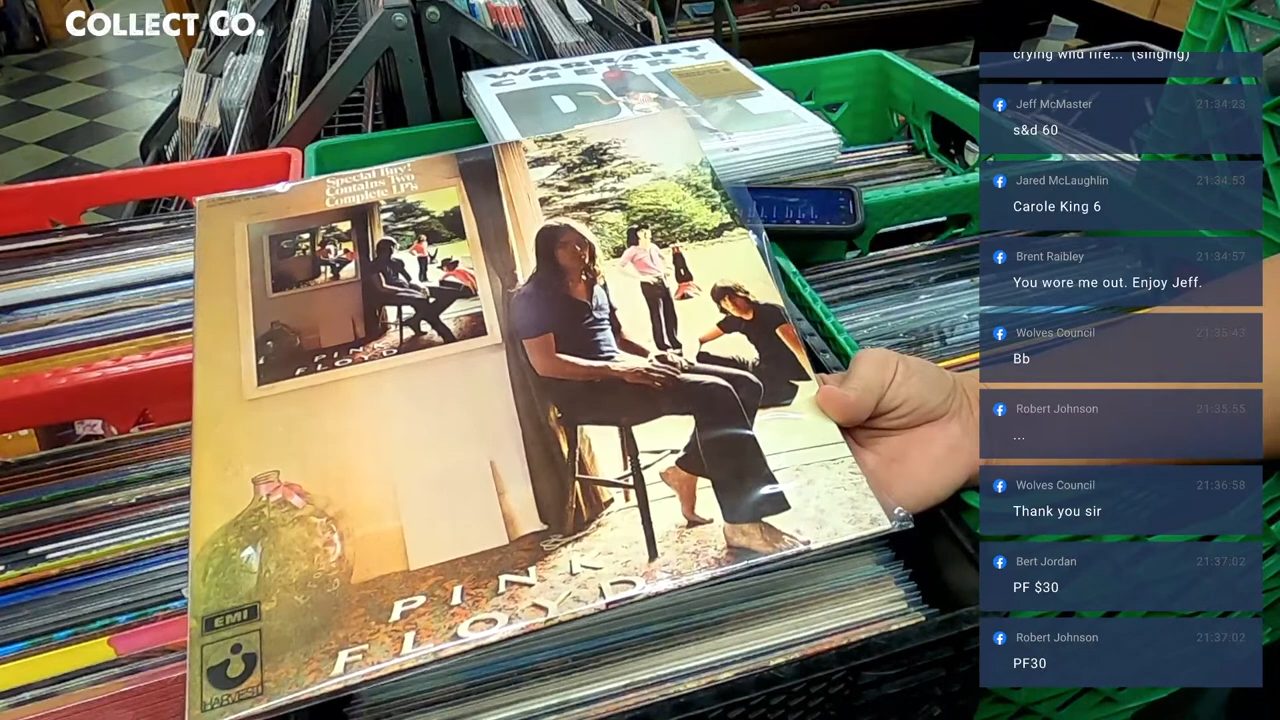 COLLECT CO.
WARRANT
CHERRY
Special Buy!
Contains Two
Complete LP's
PINK
FLOYD
PINK
FLOYD
EMI
HARVEST
crying wild fire... (singing)
Jeff McMaster 21:34:23
s&d 60
Jared McLaughlin 21:34:53
Carole King 6
Brent Raibley 21:34:57
You wore me out. Enjoy Jeff.
Wolves Council 21:35:43
Bb
Robert Johnson 21:35:55
...
Wolves Council 21:36:58
Thank you sir
Bert Jordan 21:37:02
PF $30
Robert Johnson 21:37:02
PF30